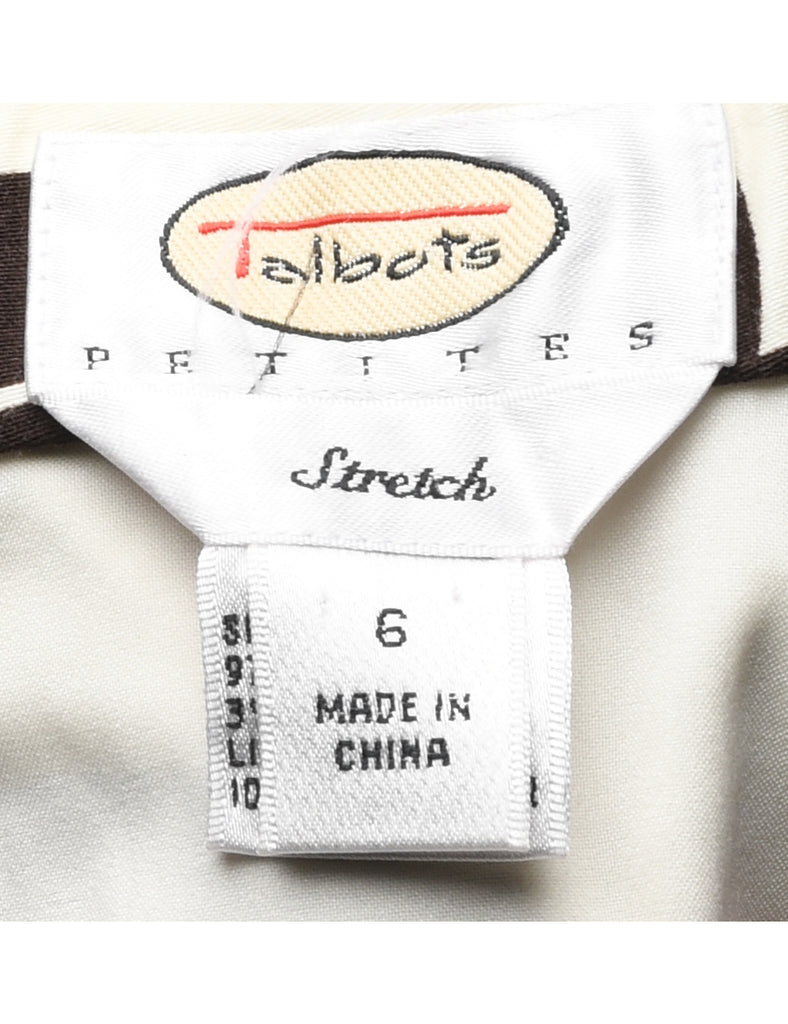 Talbots
PETITES
Stretch
6
MADE IN
CHINA